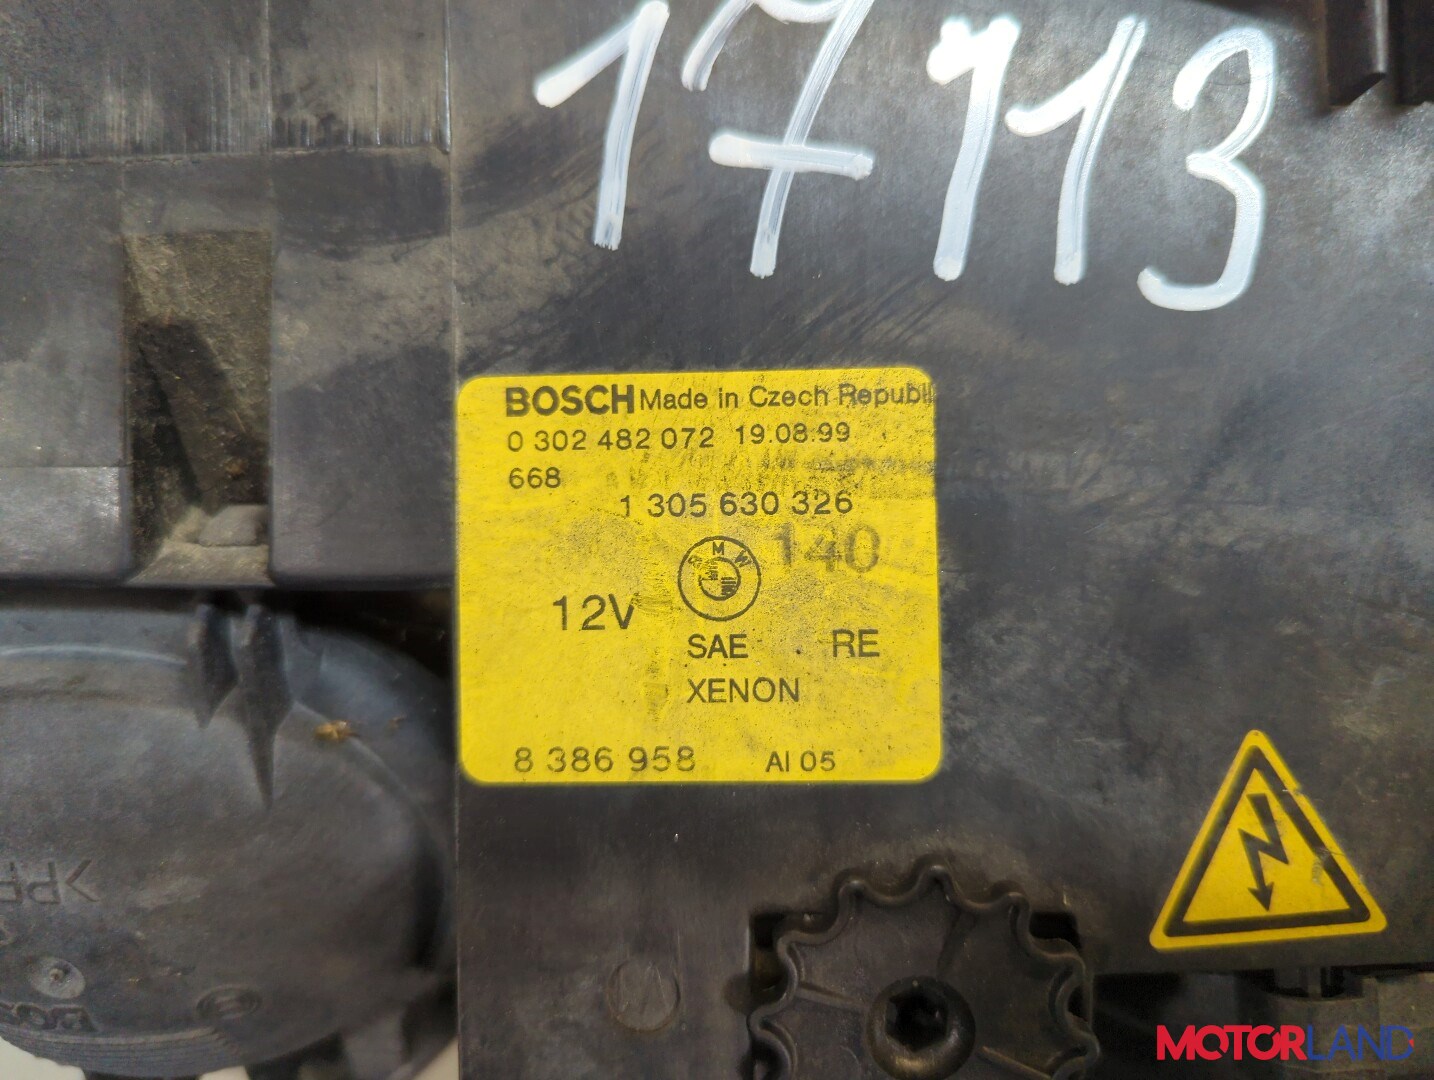 17113
BOSCH Made in Czech Republi
0 302 482 072 19.08.99
668
1 305 630 326
140
BMW
12V
SAE RE
XENON
8 386 958 AI 05
MOTORLAND